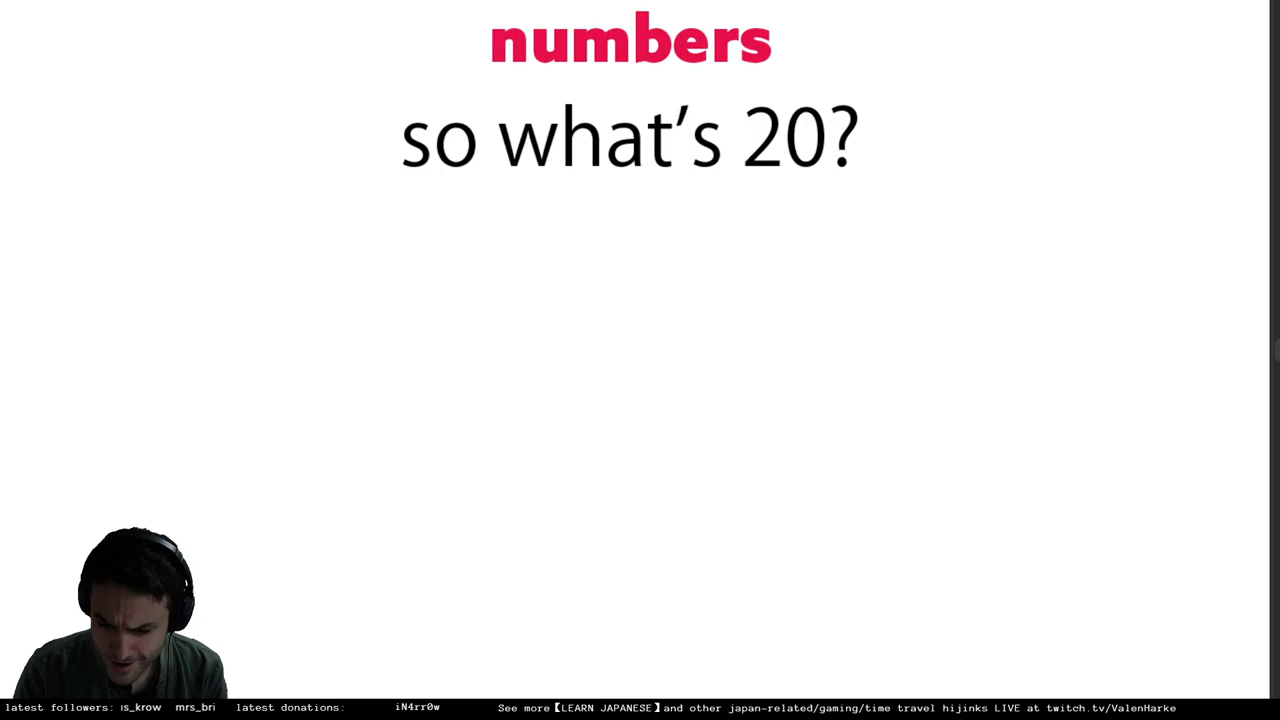 numbers
so what's 20?
latest followers: ıs_krow mrs_bri latest donations: iN4rr0w See more【LEARN JAPANESE】and other japan-related/gaming/time travel hijinks LIVE at twitch.tv/ValenHarke